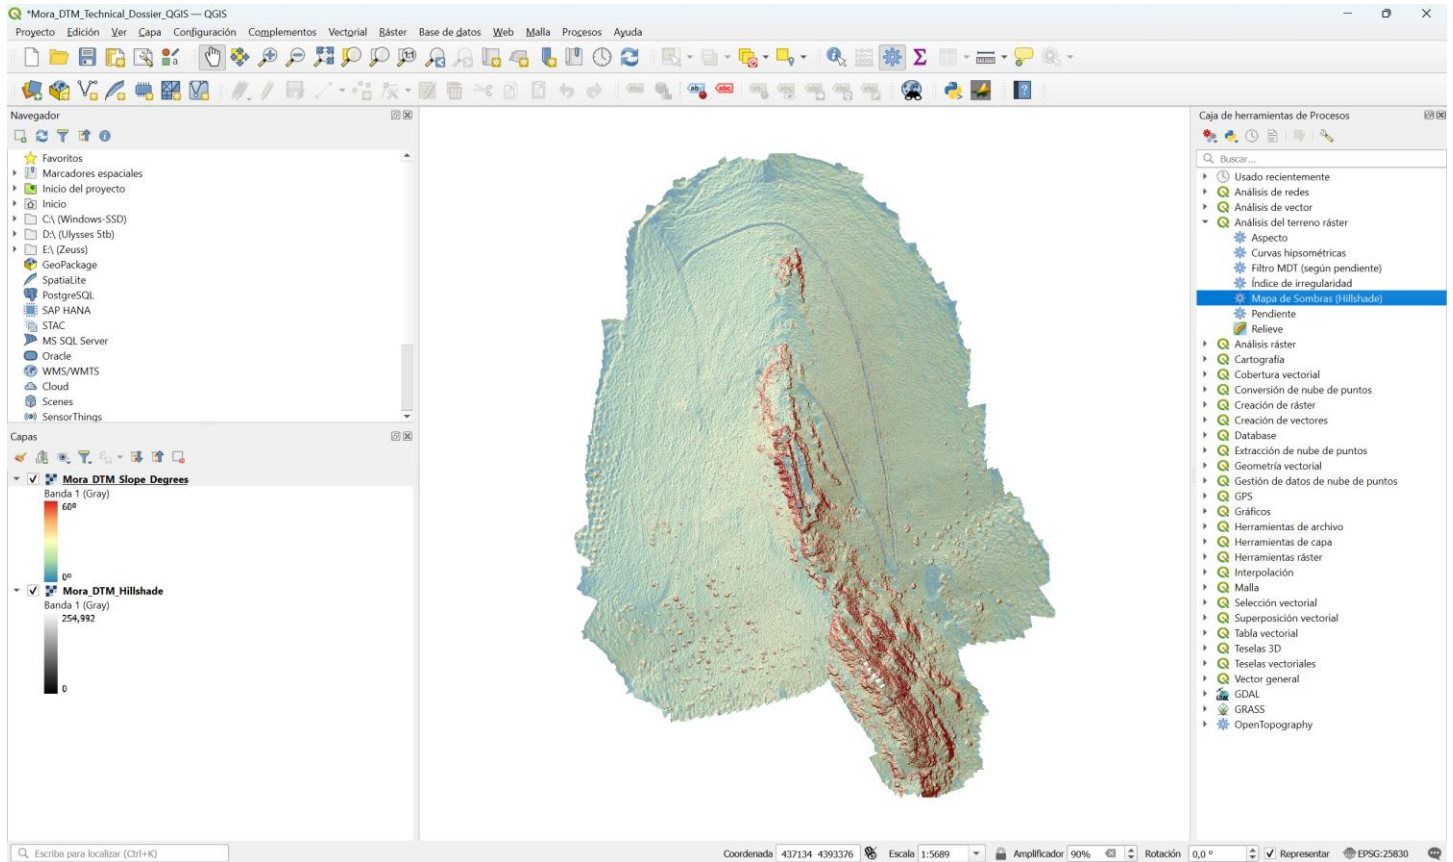 *Mora_DTM_Technical_Dossier_QGIS — QGIS
Proyecto Edición Ver Capa Configuración Complementos Vectorial Ráster Base de datos Web Malla Procesos Ayuda
Navegador
Favoritos
Marcadores espaciales
Inicio del proyecto
Inicio
C:\ (Windows-SSD)
D:\ (Ulysses 5tb)
E:\ (Zeuss)
GeoPackage
SpatiaLite
PostgreSQL
SAP HANA
STAC
MS SQL Server
Oracle
WMS/WMTS
Cloud
Scenes
SensorThings
Capas
Mora_DTM_Slope_Degrees
Banda 1 (Gray)
60º
0º
Mora_DTM_Hillshade
Banda 1 (Gray)
254,992
0
Caja de herramientas de Procesos
Buscar...
Usado recientemente
Análisis de redes
Análisis de vector
Análisis del terreno ráster
Aspecto
Curvas hipsométricas
Filtro MDT (según pendiente)
Índice de irregularidad
Mapa de Sombras (Hillshade)
Pendiente
Relieve
Análisis ráster
Cartografía
Cobertura vectorial
Conversión de nube de puntos
Creación de ráster
Creación de vectores
Database
Extracción de nube de puntos
Geometría vectorial
Gestión de datos de nube de puntos
GPS
Gráficos
Herramientas de archivo
Herramientas de capa
Herramientas ráster
Interpolación
Malla
Selección vectorial
Superposición vectorial
Tabla vectorial
Teselas 3D
Teselas vectoriales
Vector general
GDAL
GRASS
OpenTopography
Escriba para localizar (Ctrl+K)
Coordenada 437134 4393376 Escala 1:5689 Amplificador 90% Rotación 0,0 ° Representar EPSG:25830